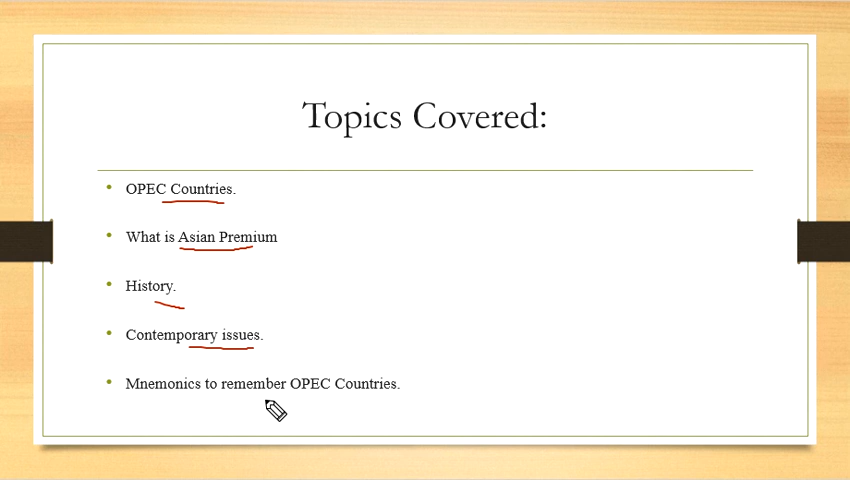 Topics Covered:
OPEC Countries.
What is Asian Premium
History.
Contemporary issues.
Mnemonics to remember OPEC Countries.